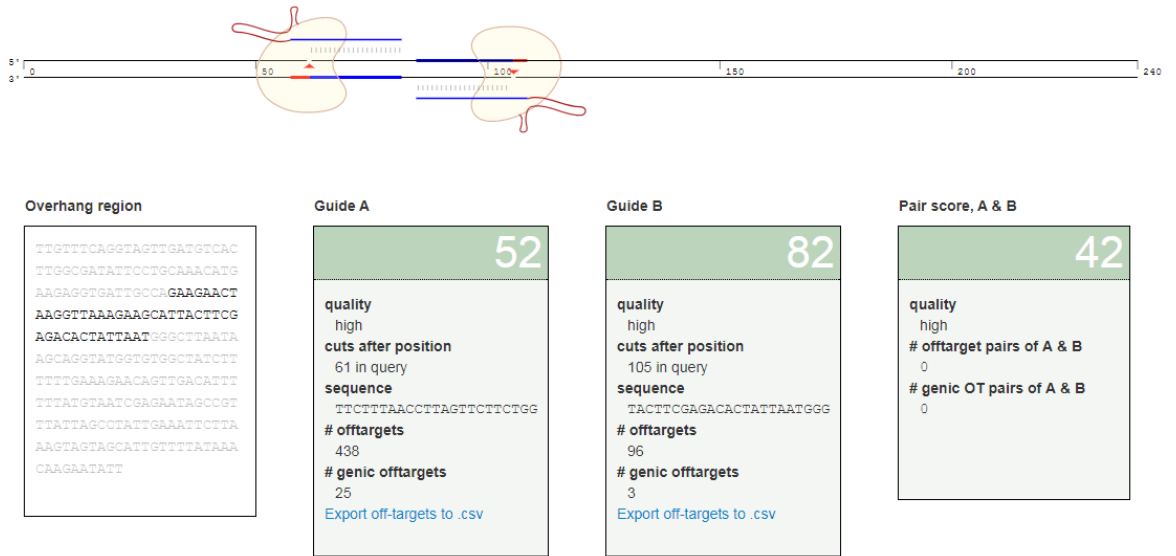 5'
3'
0
50
100
150
200
240
Overhang region
TTGTTTCAGGTAGTTGATGTCAC
TTGGCGATATTCCTGCAAACATG
AAGAGGTGATTGCCAGAAGAACT
AAGGTTAAAGAAGCATTACTTCG
AGACACTATTAATGGGCTTAATA
AGCAGGTATGGTGTGGCTATCTT
TTTTGAAAGAACAGTTGACATTT
TTTATGTAATCGAGAATAGCCGT
TTATTAGCCTATTGAAATTCTTA
AAGTAGTAGCATTGTTTTATAAA
CAAGAATATT
Guide A
52
quality
high
cuts after position
61 in query
sequence
TTCTTTAACCTTAGTTCTTCTGG
# offtargets
438
# genic offtargets
25
Export off-targets to .csv
Guide B
82
quality
high
cuts after position
105 in query
sequence
TACTTCGAGACACTATTAATGGG
# offtargets
96
# genic offtargets
3
Export off-targets to .csv
Pair score, A & B
42
quality
high
# offtarget pairs of A & B
0
# genic OT pairs of A & B
0